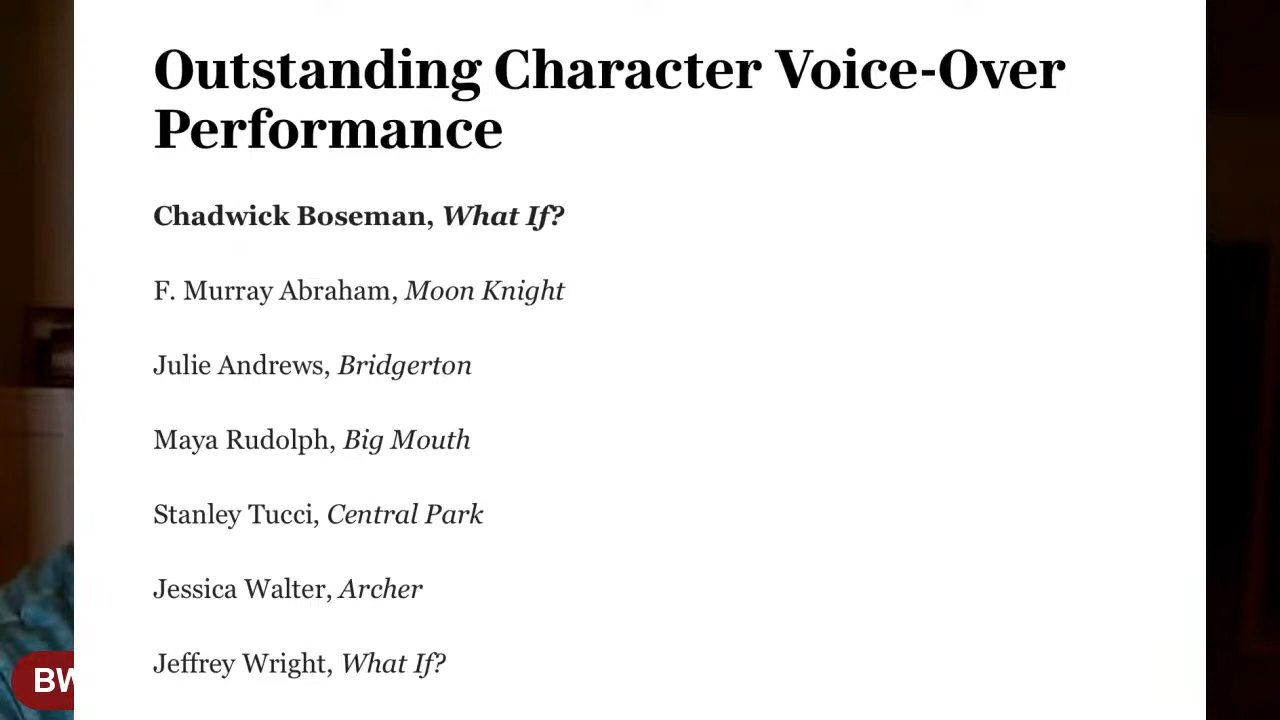 Outstanding Character Voice-Over
Performance
Chadwick Boseman, What If?
F. Murray Abraham, Moon Knight
Julie Andrews, Bridgerton
Maya Rudolph, Big Mouth
Stanley Tucci, Central Park
Jessica Walter, Archer
Jeffrey Wright, What If?
BW